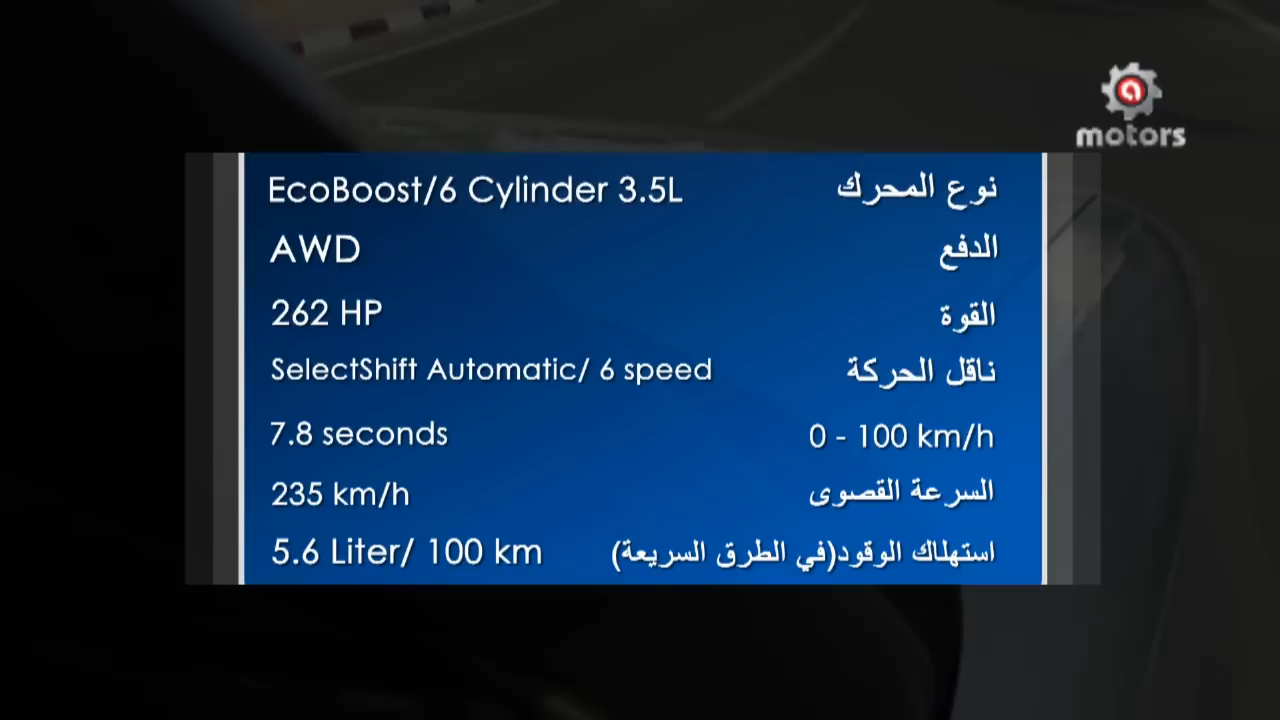 motors
نوع المحرك EcoBoost/6 Cylinder 3.5L
الدفع AWD
القوة 262 HP
ناقل الحركة SelectShift Automatic/ 6 speed
0 - 100 km/h 7.8 seconds
السرعة القصوى 235 km/h
استهلاك الوقود(في الطرق السريعة) 5.6 Liter/ 100 km